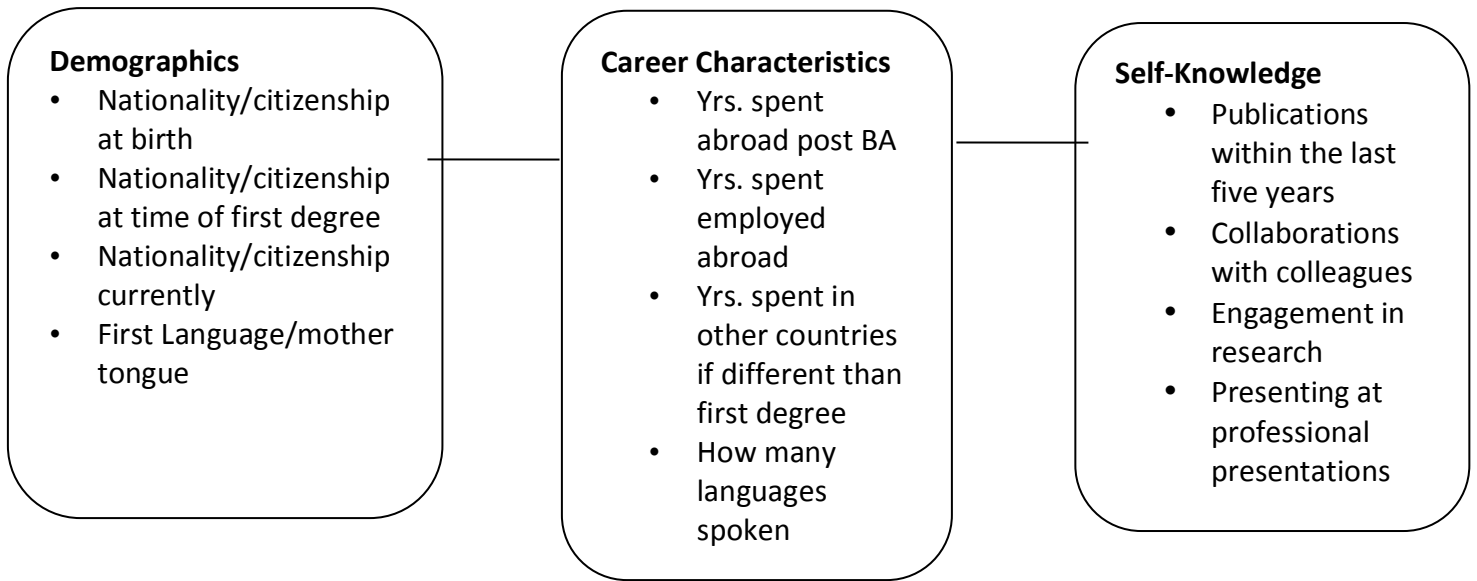 Demographics
• Nationality/citizenship
at birth
• Nationality/citizenship
at time of first degree
• Nationality/citizenship
currently
• First Language/mother
tongue
Career Characteristics
• Yrs. spent
abroad post BA
• Yrs. spent
employed
abroad
• Yrs. spent in
other countries
if different than
first degree
• How many
languages
spoken
Self-Knowledge
• Publications
within the last
five years
• Collaborations
with colleagues
• Engagement in
research
• Presenting at
professional
presentations